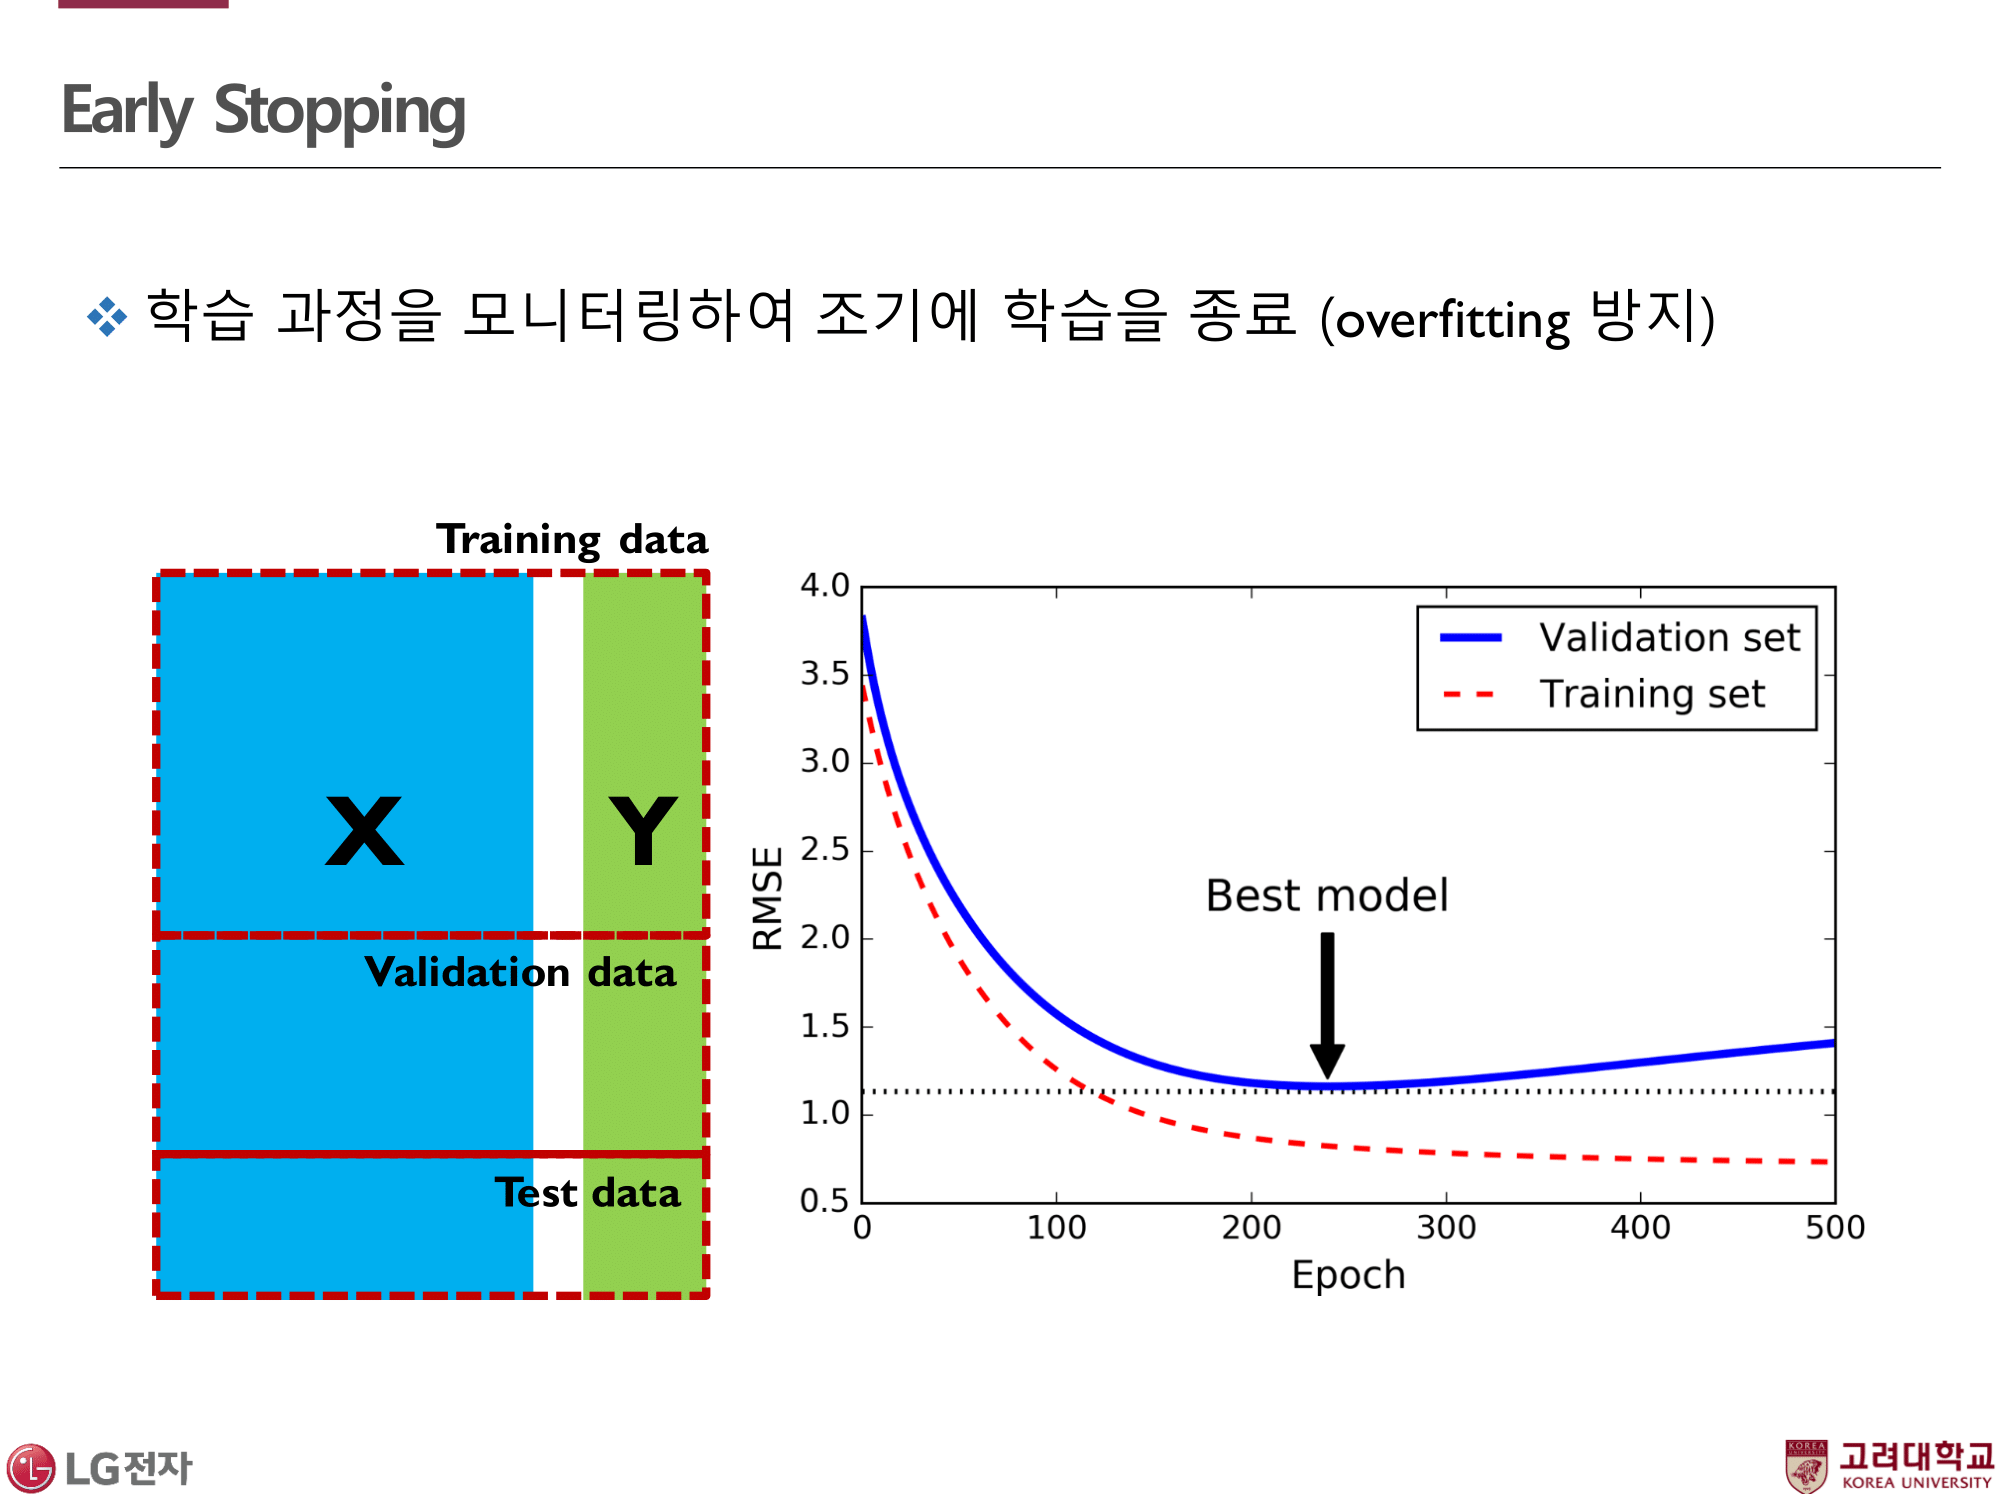 Early Stopping
❖ 학습 과정을 모니터링하여 조기에 학습을 종료 (overfitting 방지)
Training data
X
Y
Validation data
Test data
4.0
3.5
3.0
2.5
2.0
1.5
1.0
0.5
RMSE
Validation set
Training set
Best model
0 100 200 300 400 500
Epoch
LG전자
KOREA
고려대학교
KOREA UNIVERSITY